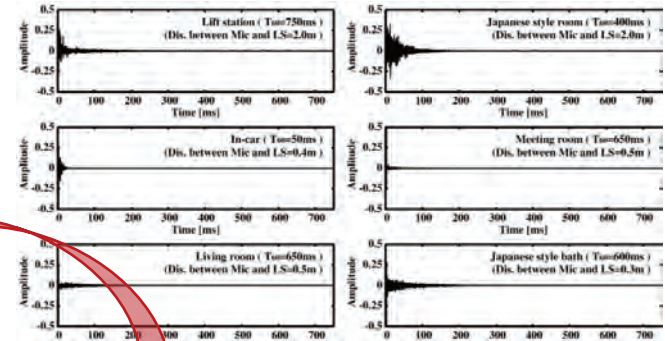 Lift station ( T60=750ms )
(Dis. between Mic and LS=2.0m )
Amplitude
0.5
0.25
0
-0.25
-0.5
0 100 200 300 400 500 600 700
Time [ms]
Japanese style room ( T60=400ms )
(Dis. between Mic and LS=2.0m )
Amplitude
0.5
0.25
0
-0.25
-0.5
0 100 200 300 400 500 600 700
Time [ms]
In-car ( T60=50ms )
(Dis. between Mic and LS=0.4m )
Amplitude
0.5
0.25
0
-0.25
-0.5
0 100 200 300 400 500 600 700
Meeting room ( T60=650ms )
(Dis. between Mic and LS=0.5m )
Amplitude
0.5
0.25
0
-0.25
-0.5
0 100 200 300 400 500 600 700
Living room ( T60=650ms )
(Dis. between Mic and LS=0.5m )
Amplitude
0.5
0.25
0
-0.25
-0.5
0 100 200 300 400 500 600 700
Japanese style bath ( T60=600ms )
(Dis. between Mic and LS=0.3m )
Amplitude
0.5
0.25
0
-0.25
-0.5
0 100 200 300 400 500 600 700